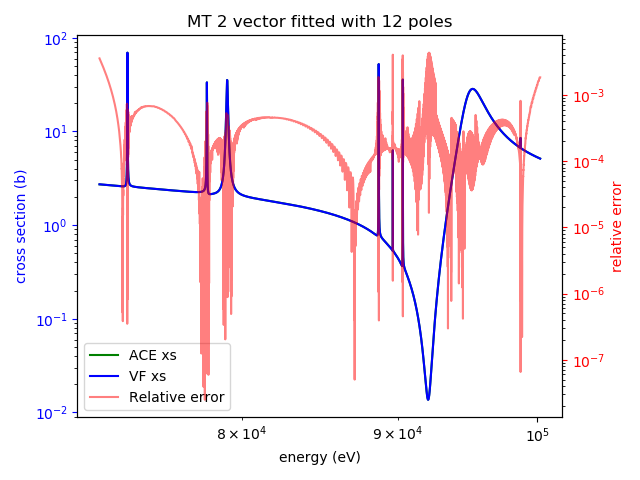 MT 2 vector fitted with 12 poles
10²
10¹
10⁰
10⁻¹
10⁻²
cross section (b)
10⁻³
10⁻⁴
10⁻⁵
10⁻⁶
10⁻⁷
relative error
ACE xs
VF xs
Relative error
8 × 10⁴
9 × 10⁴
10⁵
energy (eV)